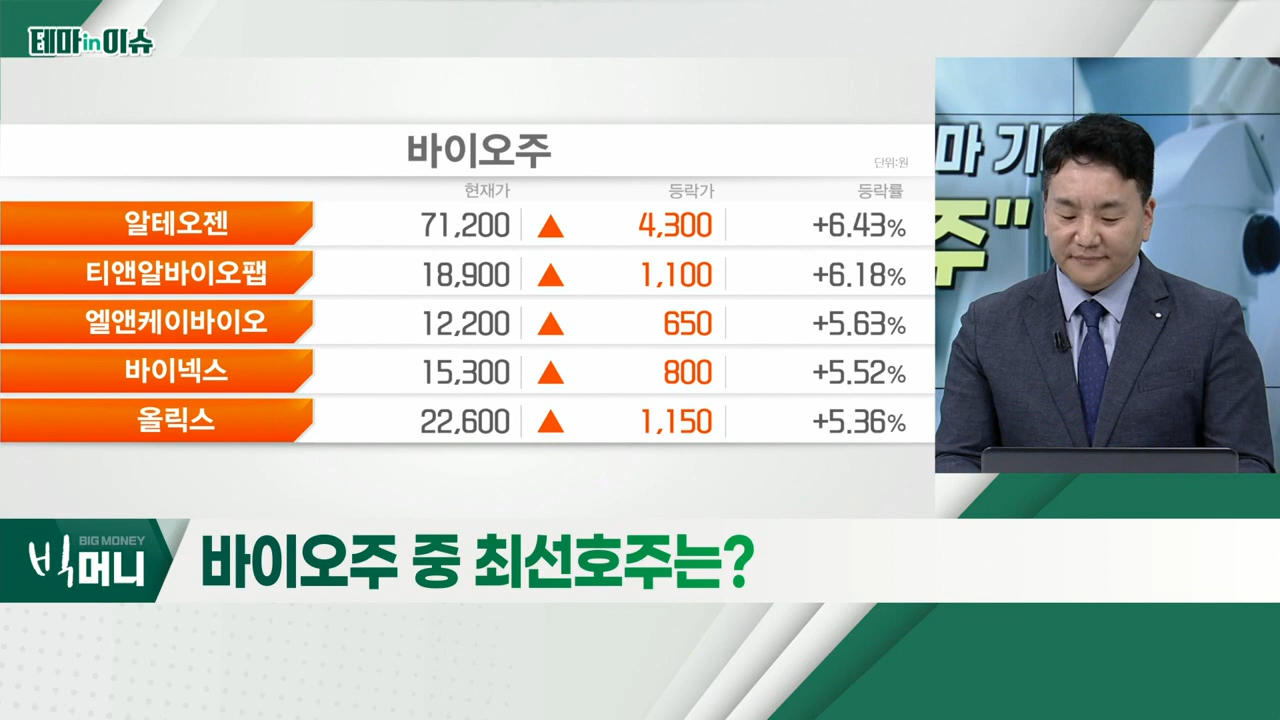 테마in이슈
바이오주
단위:원
현재가 등락가 등락률
알테오젠 71,200 ▲ 4,300 +6.43%
티앤알바이오팹 18,900 ▲ 1,100 +6.18%
엘앤케이바이오 12,200 ▲ 650 +5.63%
바이넥스 15,300 ▲ 800 +5.52%
올릭스 22,600 ▲ 1,150 +5.36%
마 기
주"
BIG MONEY
빅머니
바이오주 중 최선호주는?